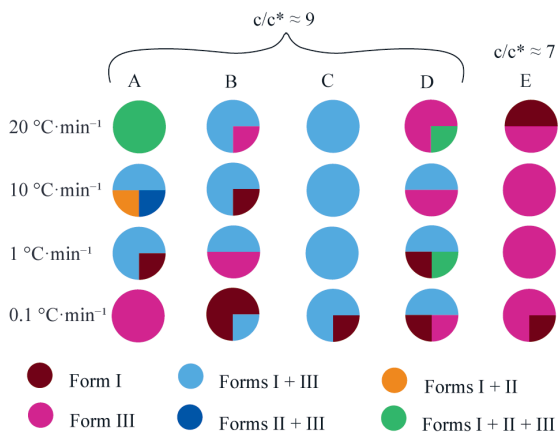 c/c* ≈ 9
c/c* ≈ 7
A B C D E
20 °C·min⁻¹
10 °C·min⁻¹
1 °C·min⁻¹
0.1 °C·min⁻¹
Form I Forms I + III Forms I + II
Form III Forms II + III Forms I + II + III